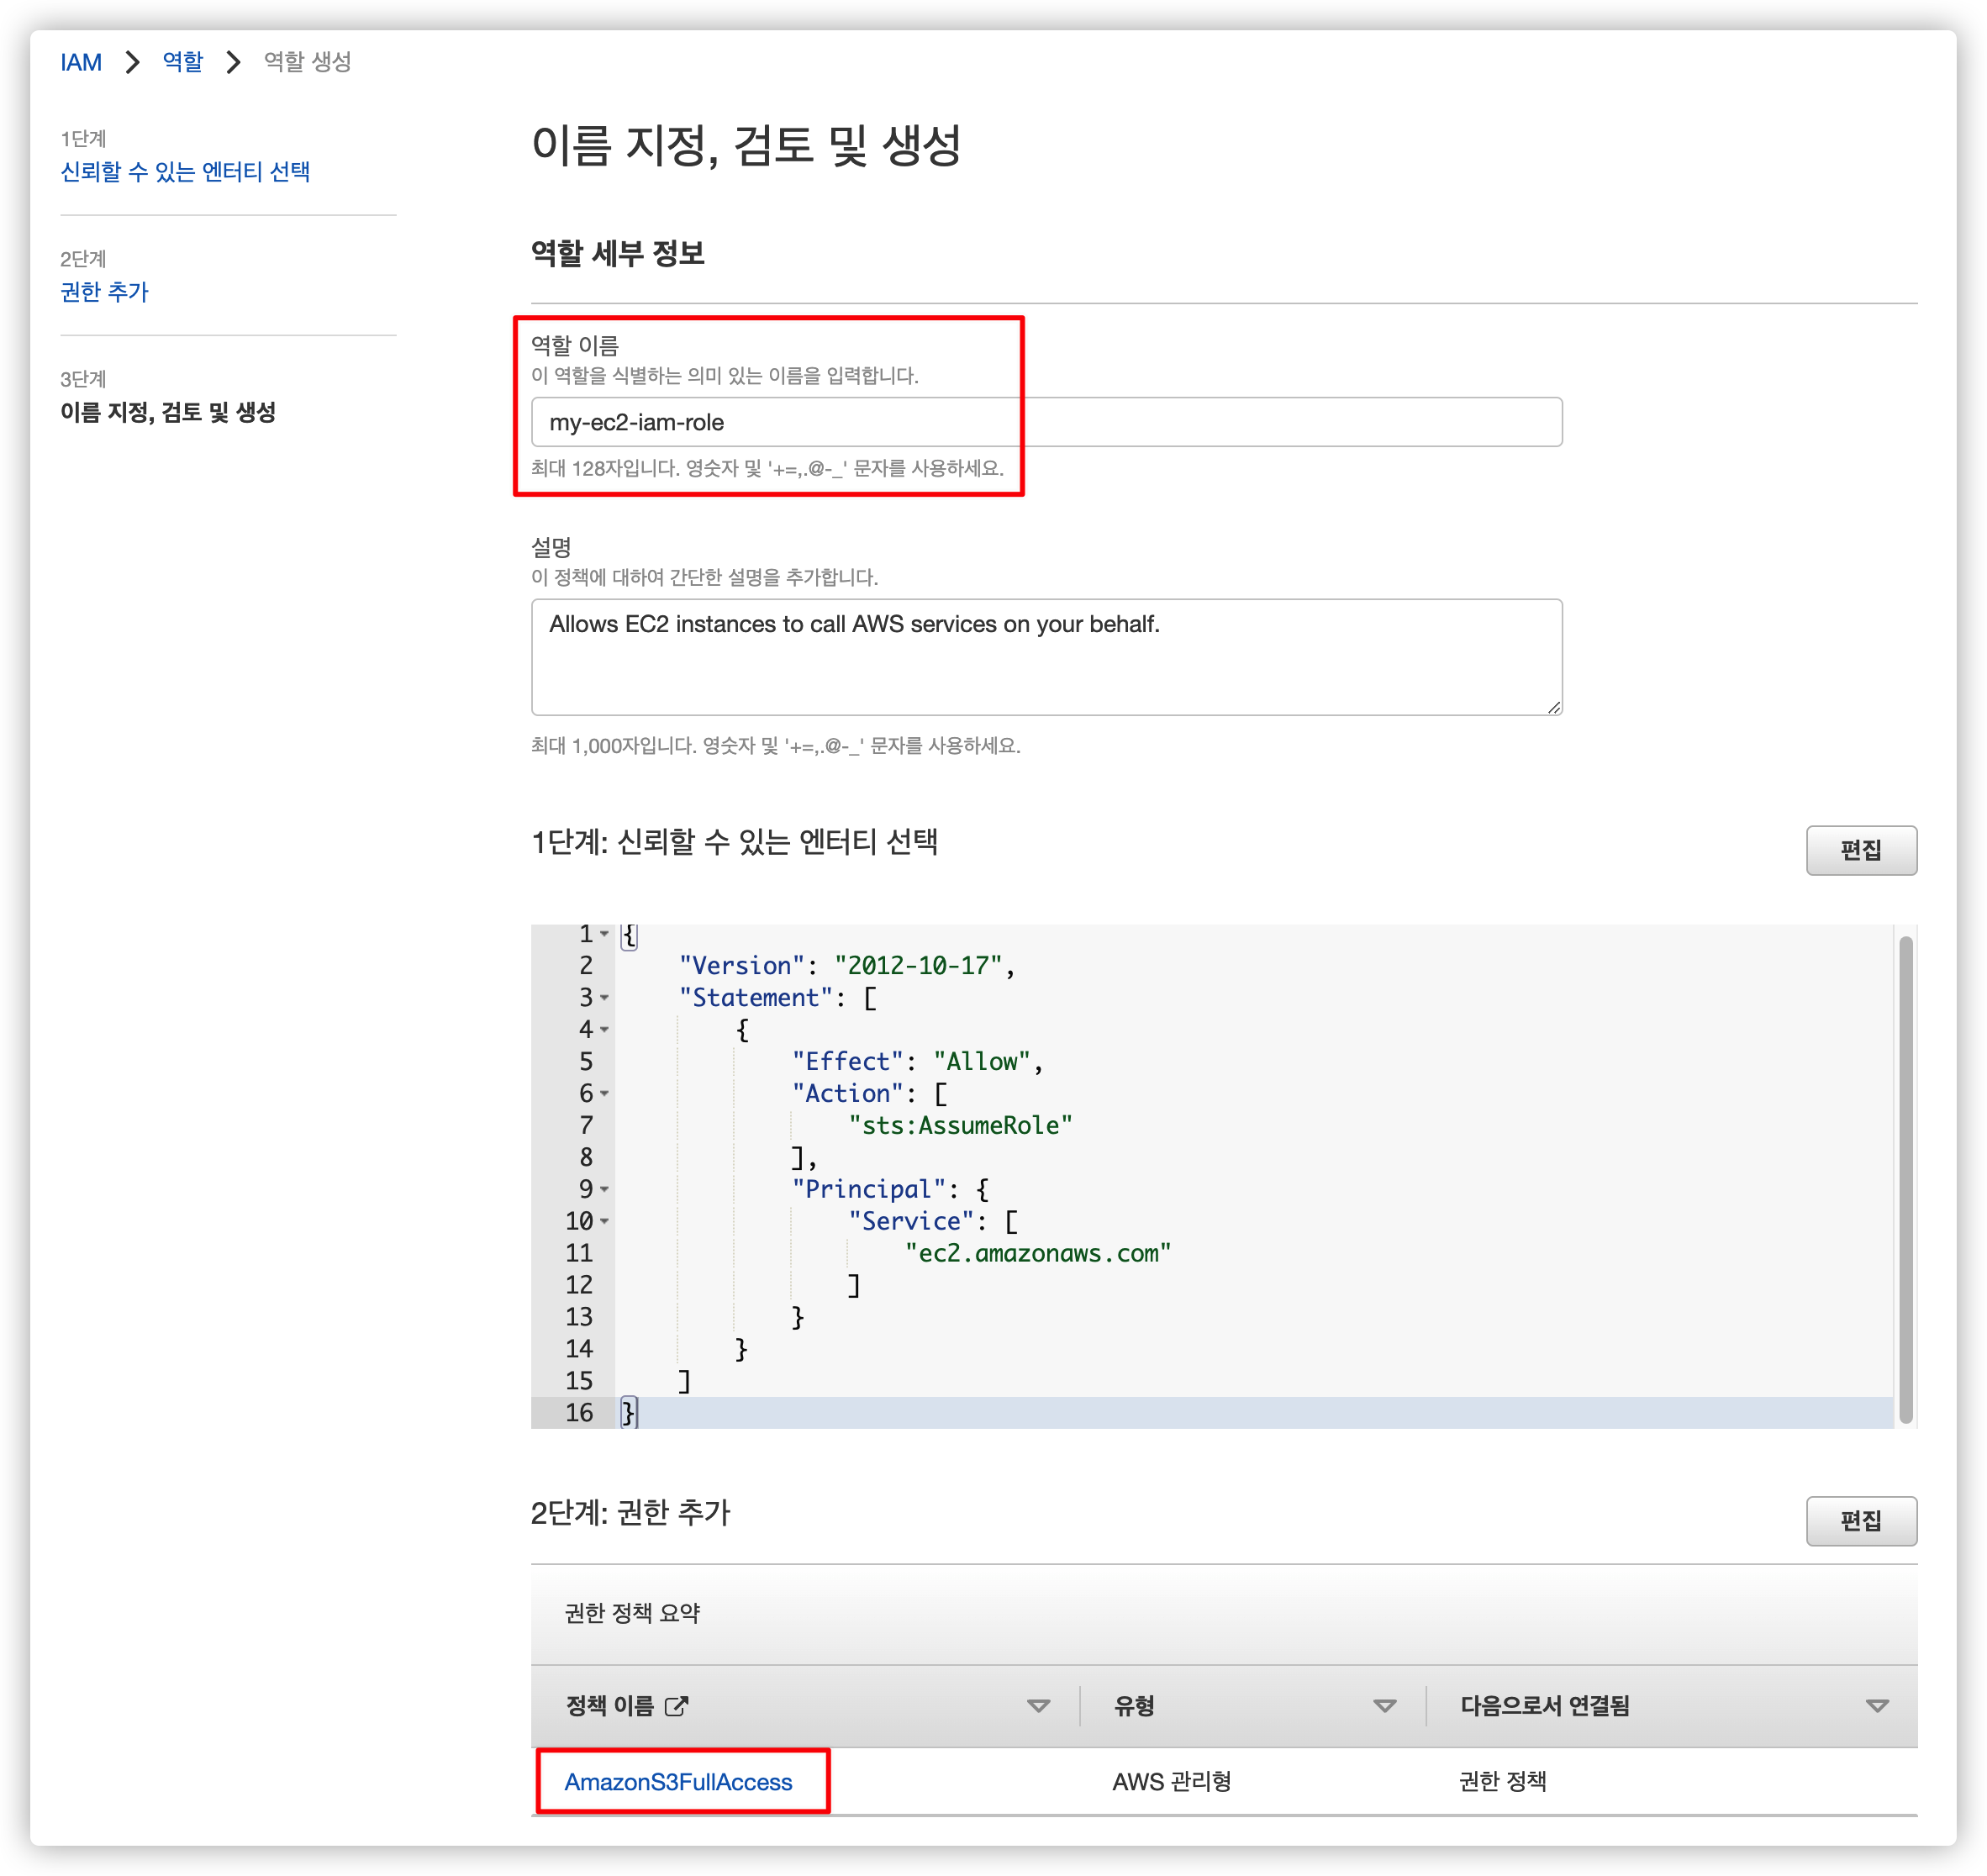 IAM > 역할 > 역할 생성
1단계
신뢰할 수 있는 엔터티 선택
2단계
권한 추가
3단계
이름 지정, 검토 및 생성
이름 지정, 검토 및 생성
역할 세부 정보
역할 이름
이 역할을 식별하는 의미 있는 이름을 입력합니다.
my-ec2-iam-role
최대 128자입니다. 영숫자 및 '+=,.@-_' 문자를 사용하세요.
설명
이 정책에 대하여 간단한 설명을 추가합니다.
Allows EC2 instances to call AWS services on your behalf.
최대 1,000자입니다. 영숫자 및 '+=,.@-_' 문자를 사용하세요.
1단계: 신뢰할 수 있는 엔터티 선택
편집
1 {
2     "Version": "2012-10-17",
3     "Statement": [
4         {
5             "Effect": "Allow",
6             "Action": [
7                 "sts:AssumeRole"
8             ],
9             "Principal": {
10                 "Service": [
11                     "ec2.amazonaws.com"
12                 ]
13             }
14         }
15     ]
16 }
2단계: 권한 추가
편집
권한 정책 요약
정책 이름 유형 다음으로서 연결됨
AmazonS3FullAccess AWS 관리형 권한 정책